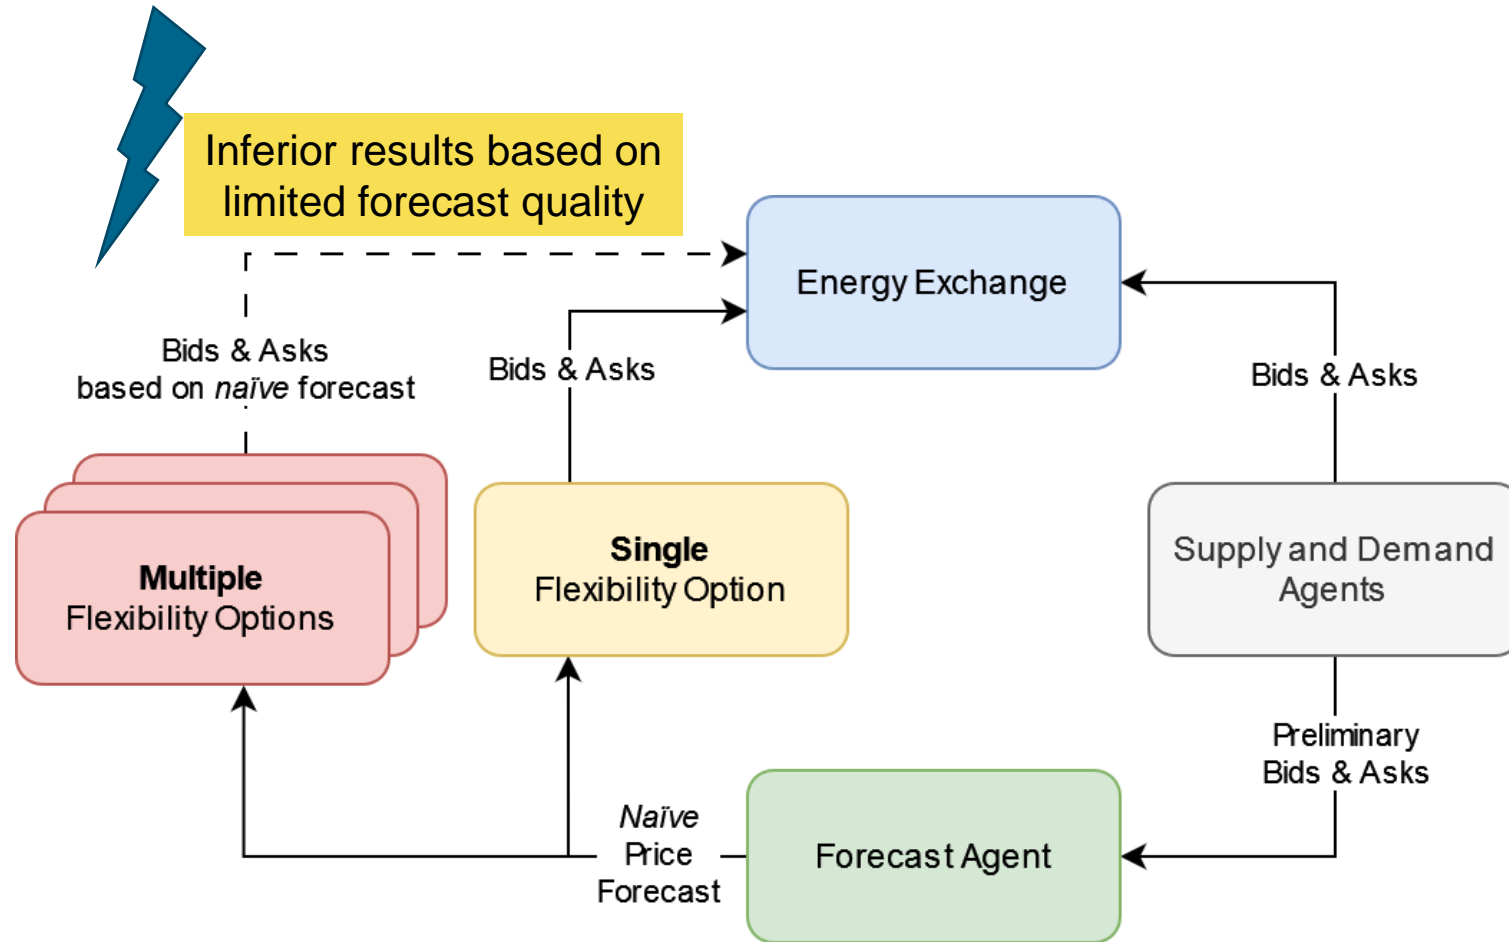 Inferior results based on
limited forecast quality
Energy Exchange
Bids & Asks
based on naïve forecast
Bids & Asks
Bids & Asks
Multiple
Flexibility Options
Single
Flexibility Option
Supply and Demand
Agents
Preliminary
Bids & Asks
Naïve
Price
Forecast
Forecast Agent